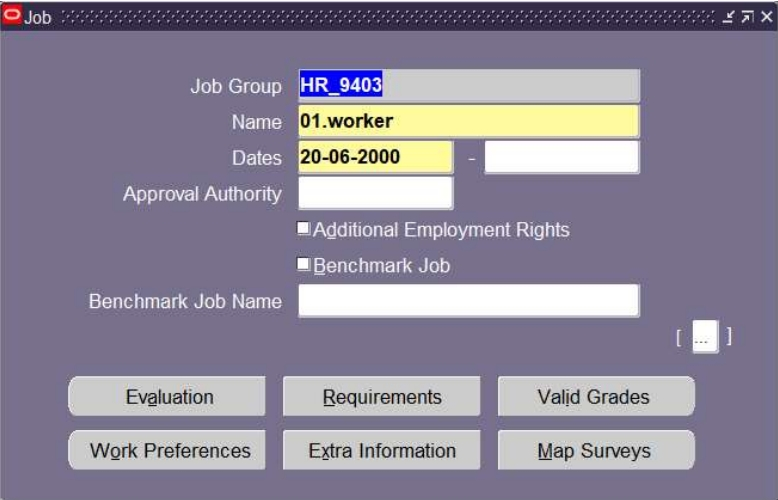 Job
Job Group HR_9403
Name 01.worker
Dates 20-06-2000 -
Approval Authority
Additional Employment Rights
Benchmark Job
Benchmark Job Name
[ ... ]
Evaluation Requirements Valid Grades
Work Preferences Extra Information Map Surveys